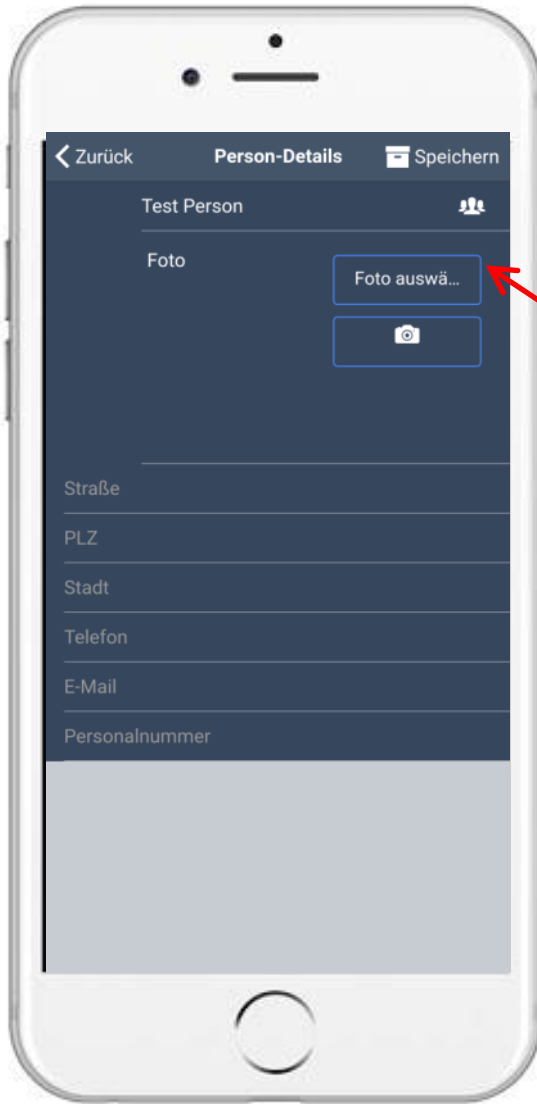 Zurück Person-Details Speichern
Test Person
Foto Foto auswä...
Straße
PLZ
Stadt
Telefon
E-Mail
Personalnummer